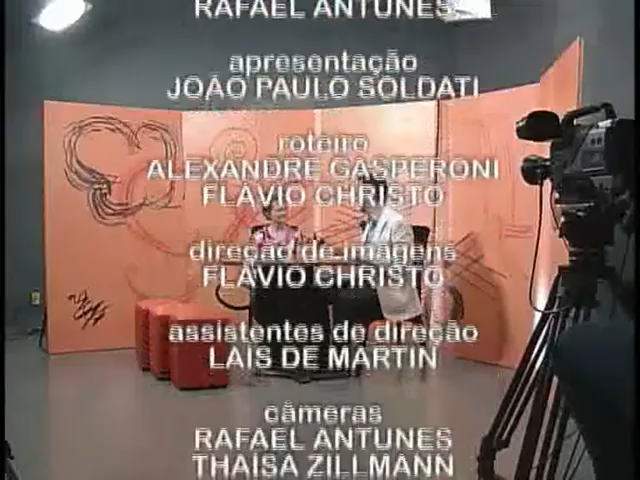 RAFAEL ANTUNES
apresentação
JOÃO PAULO SOLDATI
roteiro
ALEXANDRE GASPERONI
FLÁVIO CHRISTO
direção de imagens
FLÁVIO CHRISTO
assistentes de direção
LAIS DE MARTIN
câmeras
RAFAEL ANTUNES
THAISA ZILLMANN